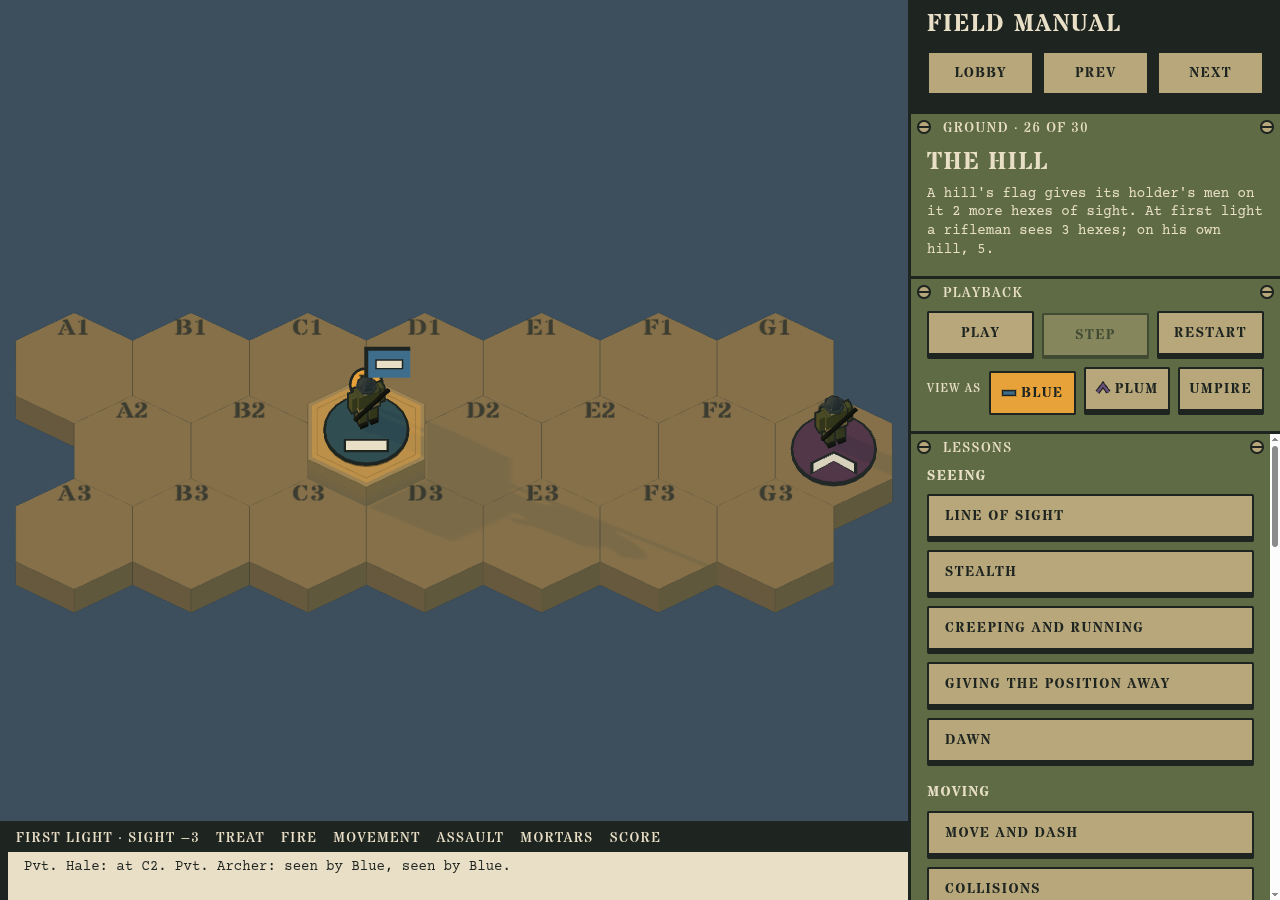 FIELD MANUAL
LOBBY PREV NEXT
GROUND · 26 OF 30
THE HILL
A hill's flag gives its holder's men on
it 2 more hexes of sight. At first light
a rifleman sees 3 hexes; on his own
hill, 5.
PLAYBACK
PLAY STEP RESTART
VIEW AS BLUE PLUM UMPIRE
LESSONS
SEEING
LINE OF SIGHT
STEALTH
CREEPING AND RUNNING
GIVING THE POSITION AWAY
DAWN
MOVING
MOVE AND DASH
COLLISIONS
A1 B1 C1 D1 E1 F1 G1
A2 B2 D2 E2 F2
A3 B3 C3 D3 E3 F3 G3
FIRST LIGHT · SIGHT −3 TREAT FIRE MOVEMENT ASSAULT MORTARS SCORE
Pvt. Hale: at C2. Pvt. Archer: seen by Blue, seen by Blue.